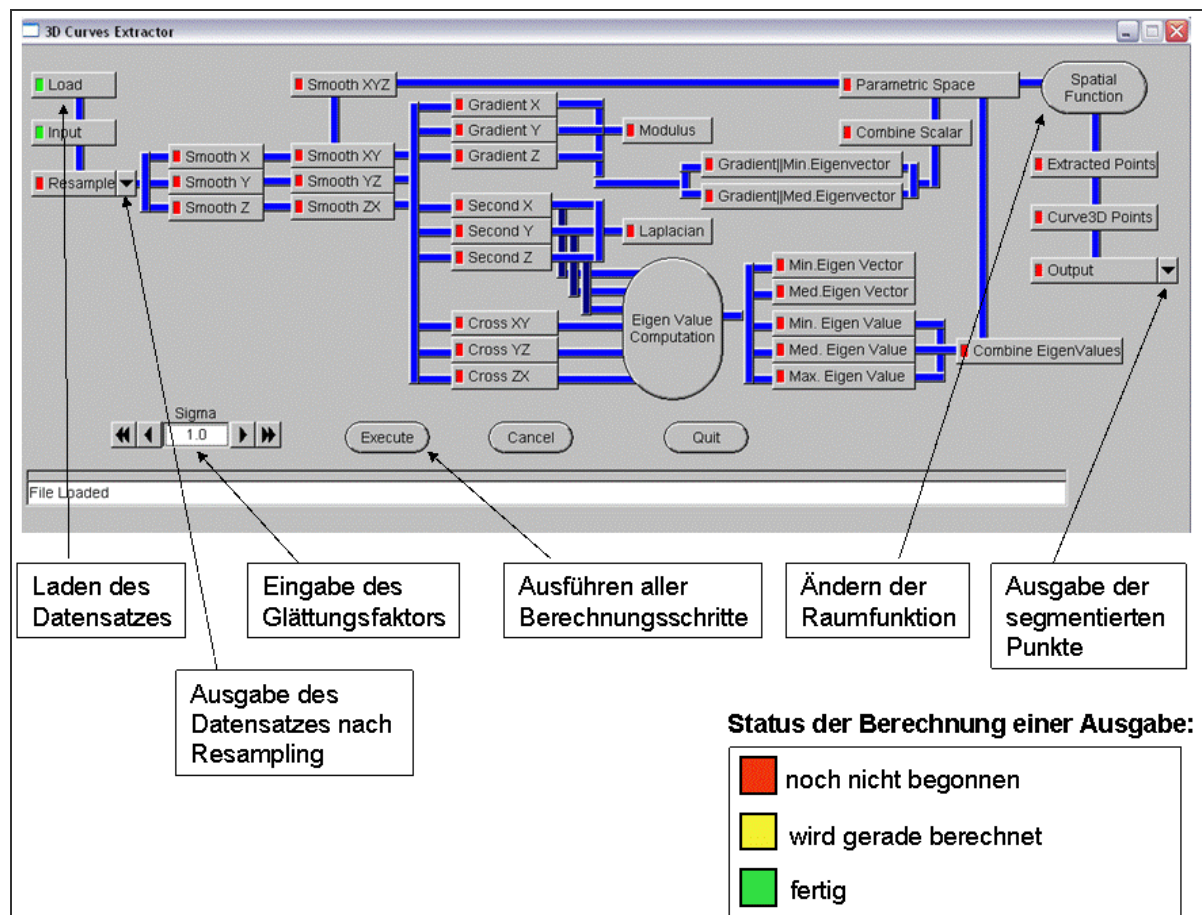 3D Curves Extractor
Load
Smooth XYZ
Parametric Space
Spatial
Function
Input
Gradient X
Gradient Y
Gradient Z
Modulus
Combine Scalar
Smooth X
Smooth Y
Smooth Z
Smooth XY
Smooth YZ
Smooth ZX
Resample
Gradient||Min.Eigenvector
Gradient||Med.Eigenvector
Extracted Points
Second X
Second Y
Second Z
Laplacian
Curve3D Points
Output
Min.Eigen Vector
Med.Eigen Vector
Eigen Value
Computation
Cross XY
Cross YZ
Cross ZX
Min. Eigen Value
Med. Eigen Value
Max. Eigen Value
Combine EigenValues
Sigma
1.0
Execute
Cancel
Quit
File Loaded
Laden des
Datensatzes
Eingabe des
Glättungsfaktors
Ausführen aller
Berechnungsschritte
Ändern der
Raumfunktion
Ausgabe der
segmentierten
Punkte
Ausgabe des
Datensatzes nach
Resampling
Status der Berechnung einer Ausgabe:
noch nicht begonnen
wird gerade berechnet
fertig